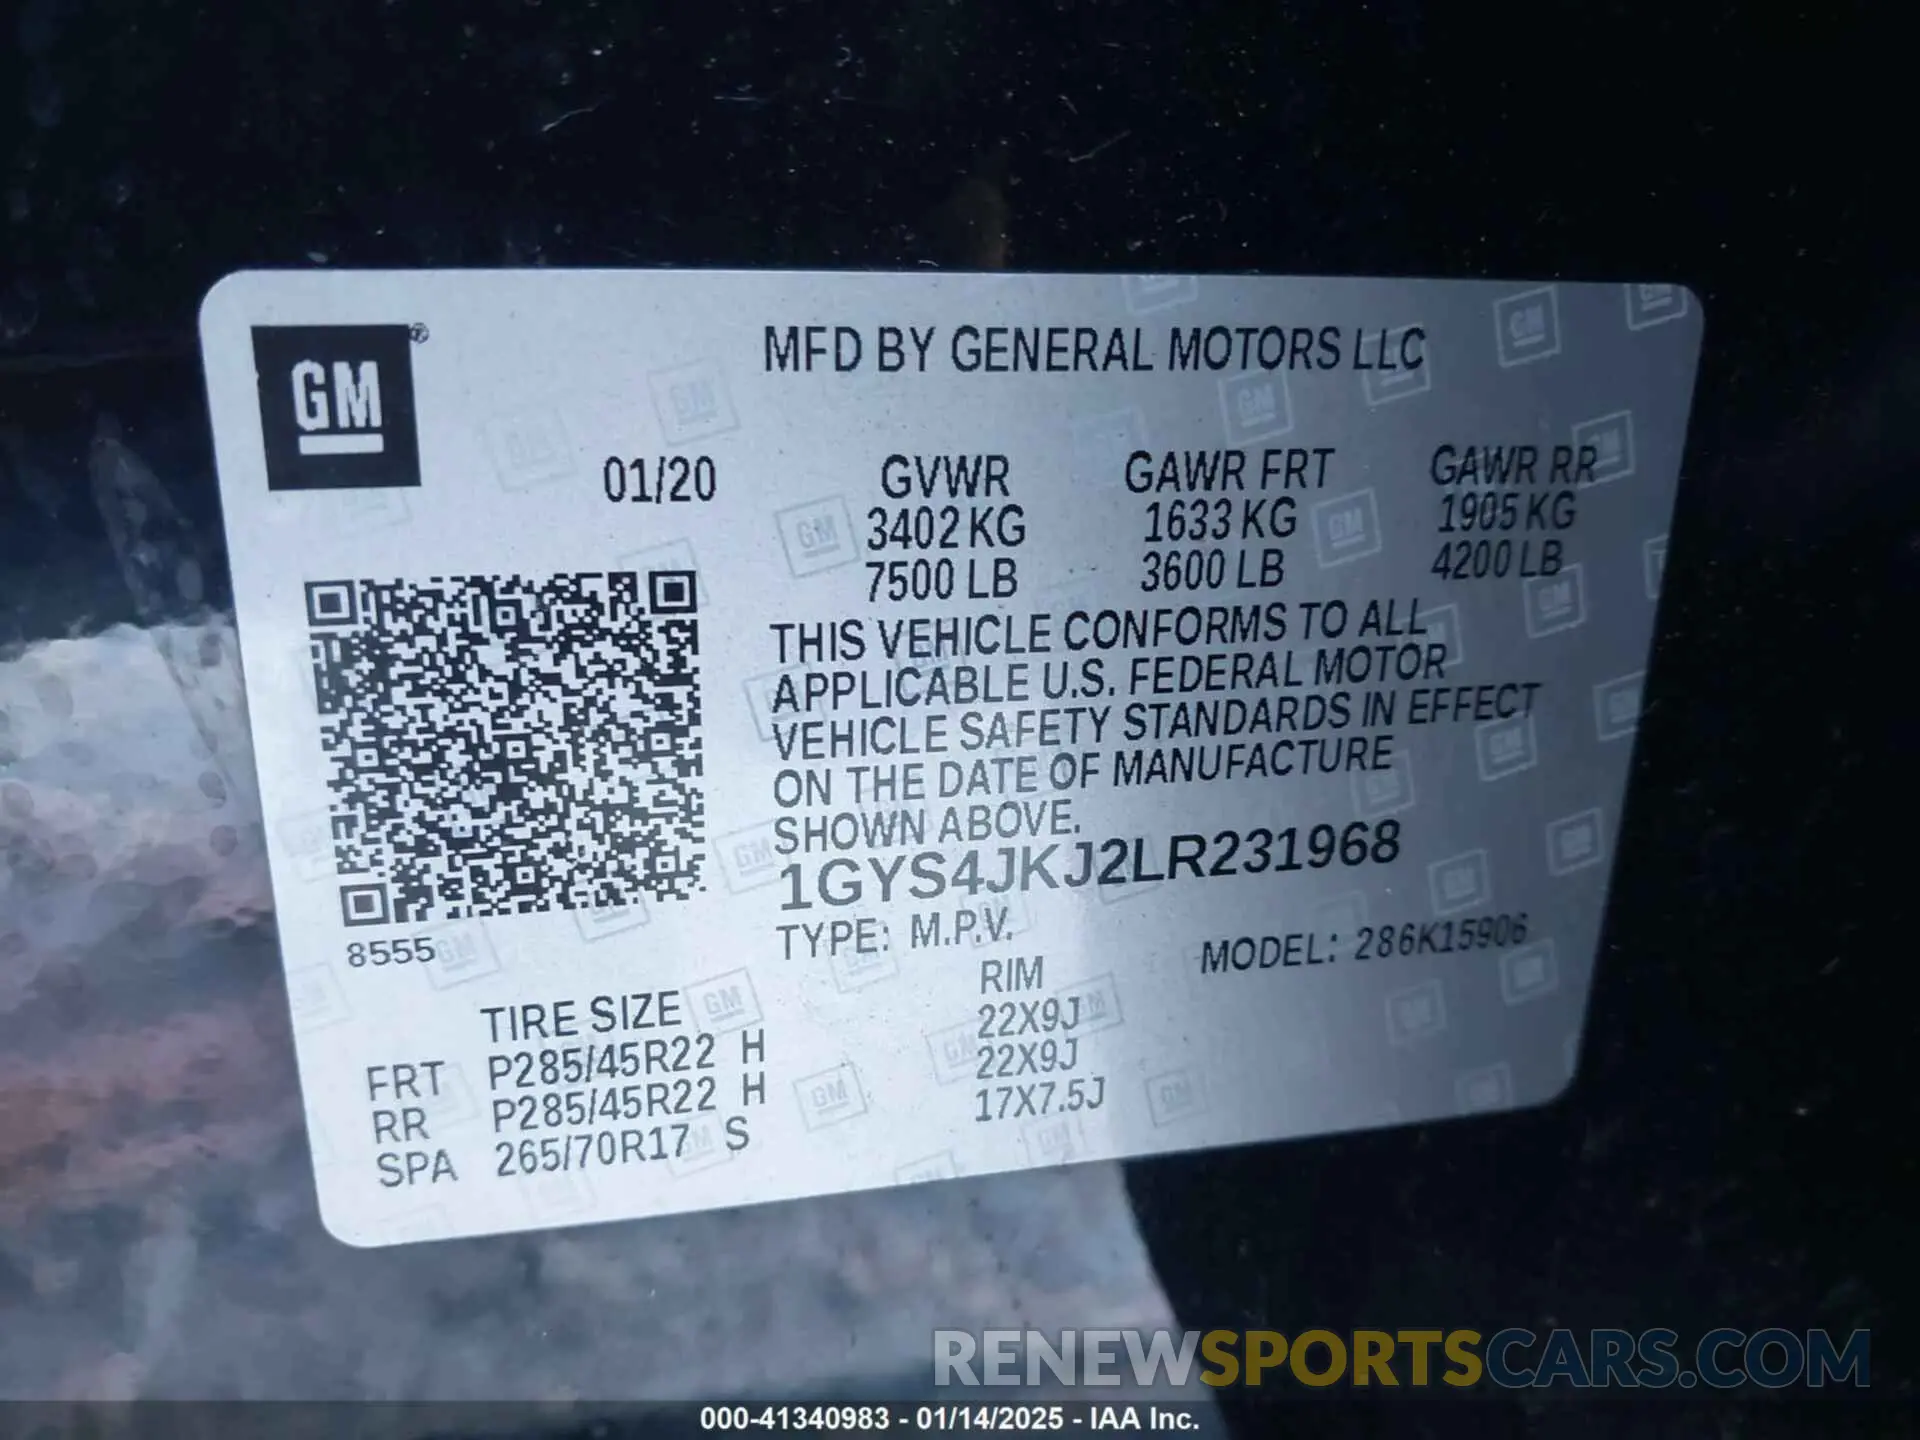 GM®
MFD BY GENERAL MOTORS LLC
01/20 GVWR GAWR FRT GAWR RR
3402 KG 1633 KG 1905 KG
7500 LB 3600 LB 4200 LB
THIS VEHICLE CONFORMS TO ALL
APPLICABLE U.S. FEDERAL MOTOR
VEHICLE SAFETY STANDARDS IN EFFECT
ON THE DATE OF MANUFACTURE
SHOWN ABOVE.
1GYS4JKJ2LR231968
8555 TYPE: M.P.V. MODEL: 286K15906
TIRE SIZE RIM
FRT P285/45R22 H 22X9J
RR P285/45R22 H 22X9J
SPA 265/70R17 S 17X7.5J
RENEWSPORTSCARS.COM
000-41340983 - 01/14/2025 - IAA Inc.